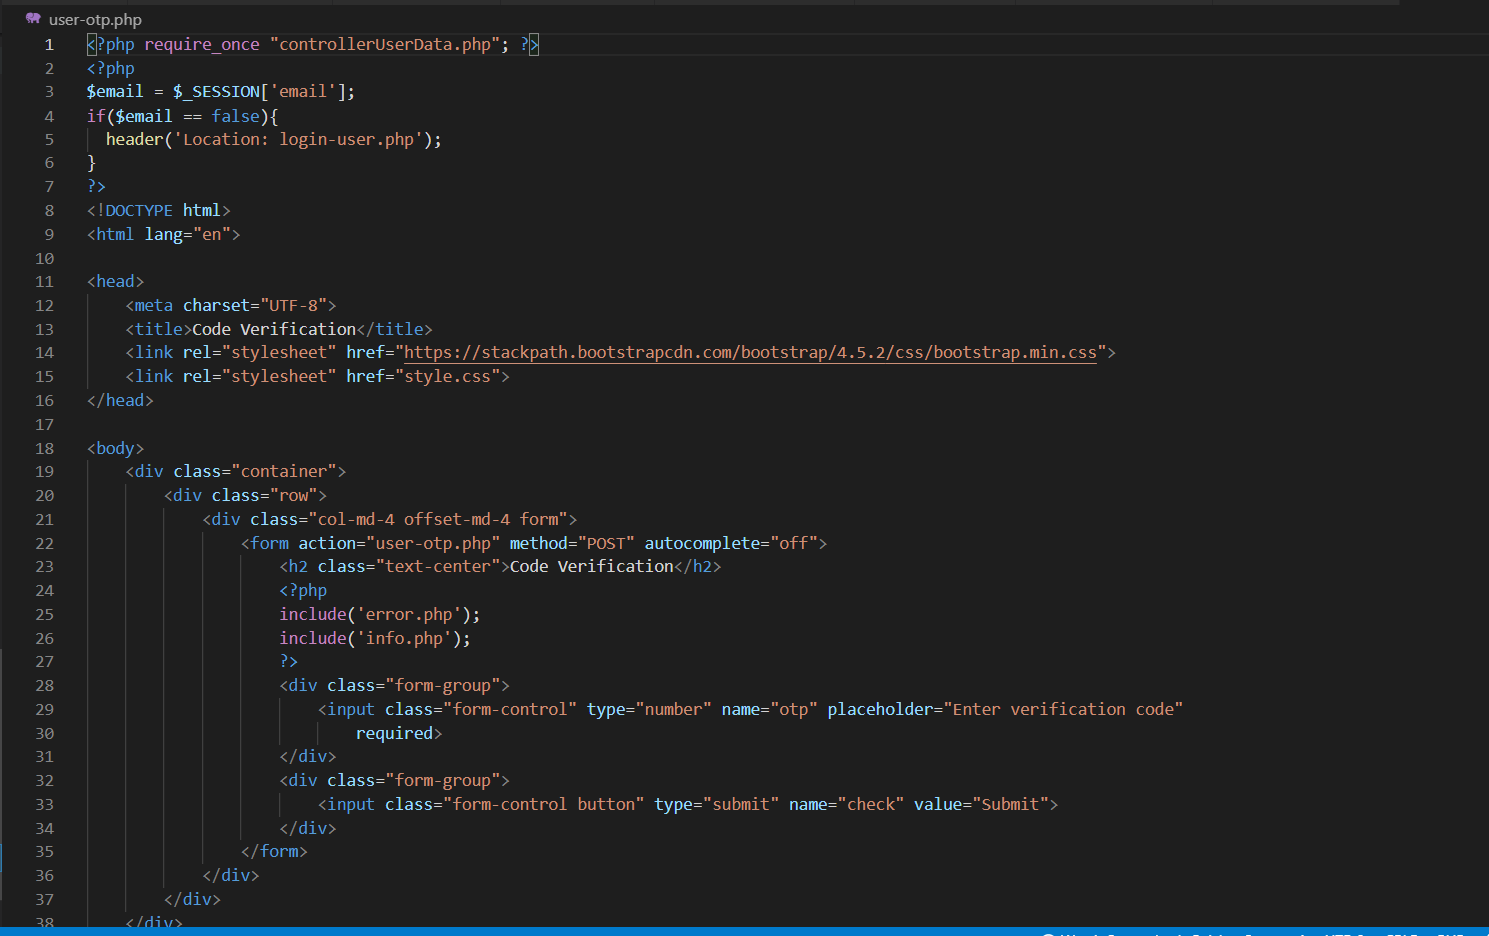 user-otp.php
1 <?php require_once "controllerUserData.php"; ?>
2 <?php
3 $email = $_SESSION['email'];
4 if($email == false){
5   header('Location: login-user.php');
6 }
7 ?>
8 <!DOCTYPE html>
9 <html lang="en">
10
11 <head>
12     <meta charset="UTF-8">
13     <title>Code Verification</title>
14     <link rel="stylesheet" href="https://stackpath.bootstrapcdn.com/bootstrap/4.5.2/css/bootstrap.min.css">
15     <link rel="stylesheet" href="style.css">
16 </head>
17
18 <body>
19     <div class="container">
20         <div class="row">
21             <div class="col-md-4 offset-md-4 form">
22                 <form action="user-otp.php" method="POST" autocomplete="off">
23                     <h2 class="text-center">Code Verification</h2>
24                     <?php
25                     include('error.php');
26                     include('info.php');
27                     ?>
28                     <div class="form-group">
29                         <input class="form-control" type="number" name="otp" placeholder="Enter verification code"
30                             required>
31                     </div>
32                     <div class="form-group">
33                         <input class="form-control button" type="submit" name="check" value="Submit">
34                     </div>
35                 </form>
36             </div>
37         </div>
38     </div>